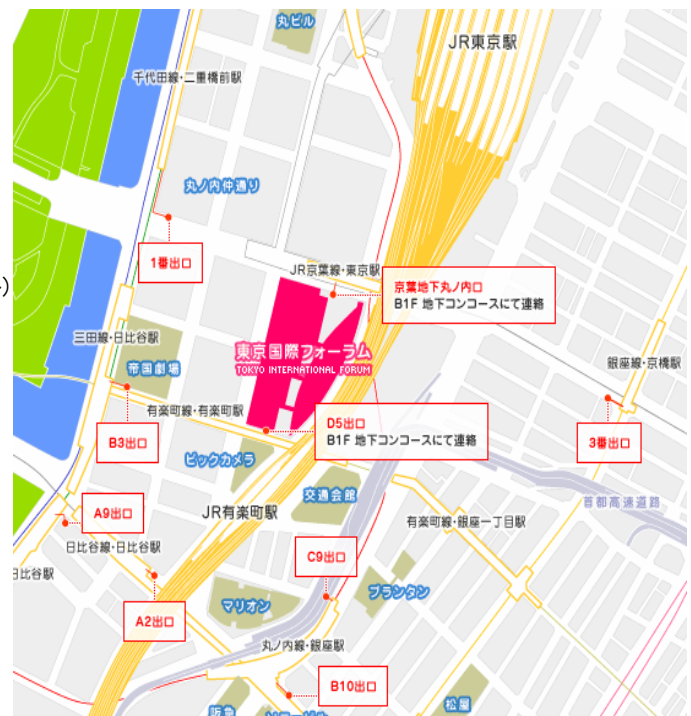 丸ビル
JR東京駅
千代田線・二重橋前駅
丸ノ内仲通り
1番出口
JR京葉線・東京駅
京葉地下丸ノ内口
B1F 地下コンコースにて連絡
)
三田線・日比谷駅
東京国際フォーラム
TOKYO INTERNATIONAL FORUM
帝国劇場
銀座線・京橋駅
有楽町線・有楽町駅
D5出口
B1F 地下コンコースにて連絡
B3出口
3番出口
ビックカメラ
交通会館
首都高速道路
A9出口
JR有楽町駅
有楽町線・銀座一丁目駅
日比谷線・日比谷駅
C9出口
日比谷駅
プランタン
マリオン
A2出口
丸ノ内線・銀座駅
B10出口
阪急
松屋